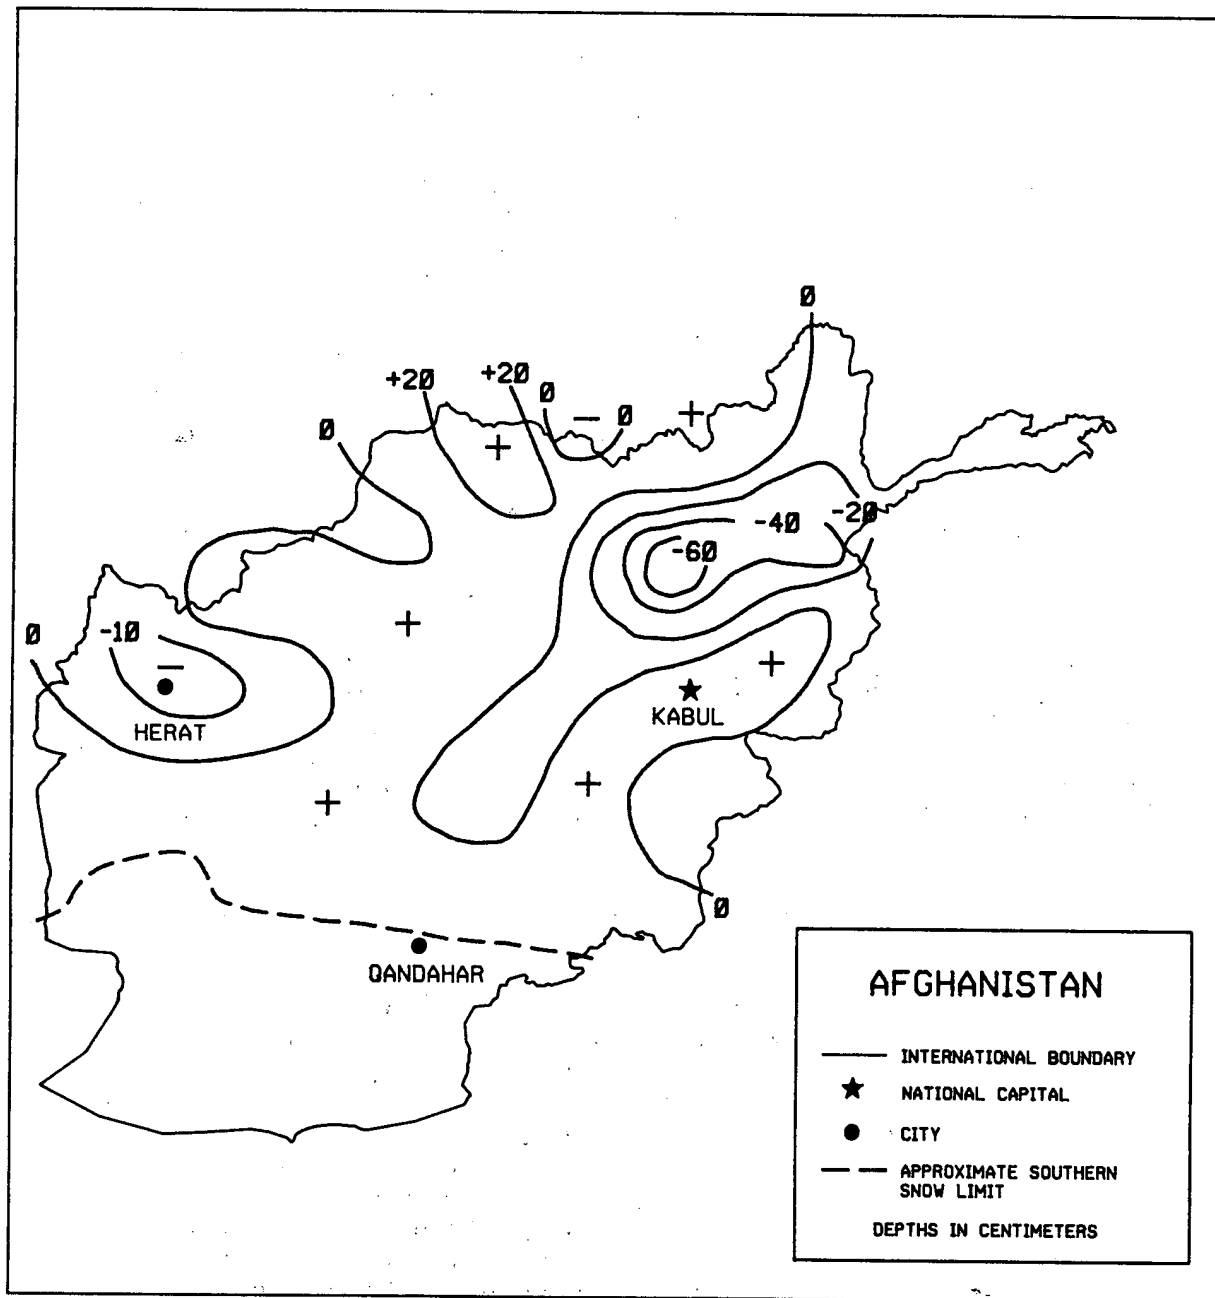 0
+20
+20
0
0
+
-
0
+
-20
-40
-60
+
0
-10
-
+
HERAT
KABUL
+
+
0
QANDAHAR
AFGHANISTAN
INTERNATIONAL BOUNDARY
NATIONAL CAPITAL
CITY
APPROXIMATE SOUTHERN
SNOW LIMIT
DEPTHS IN CENTIMETERS